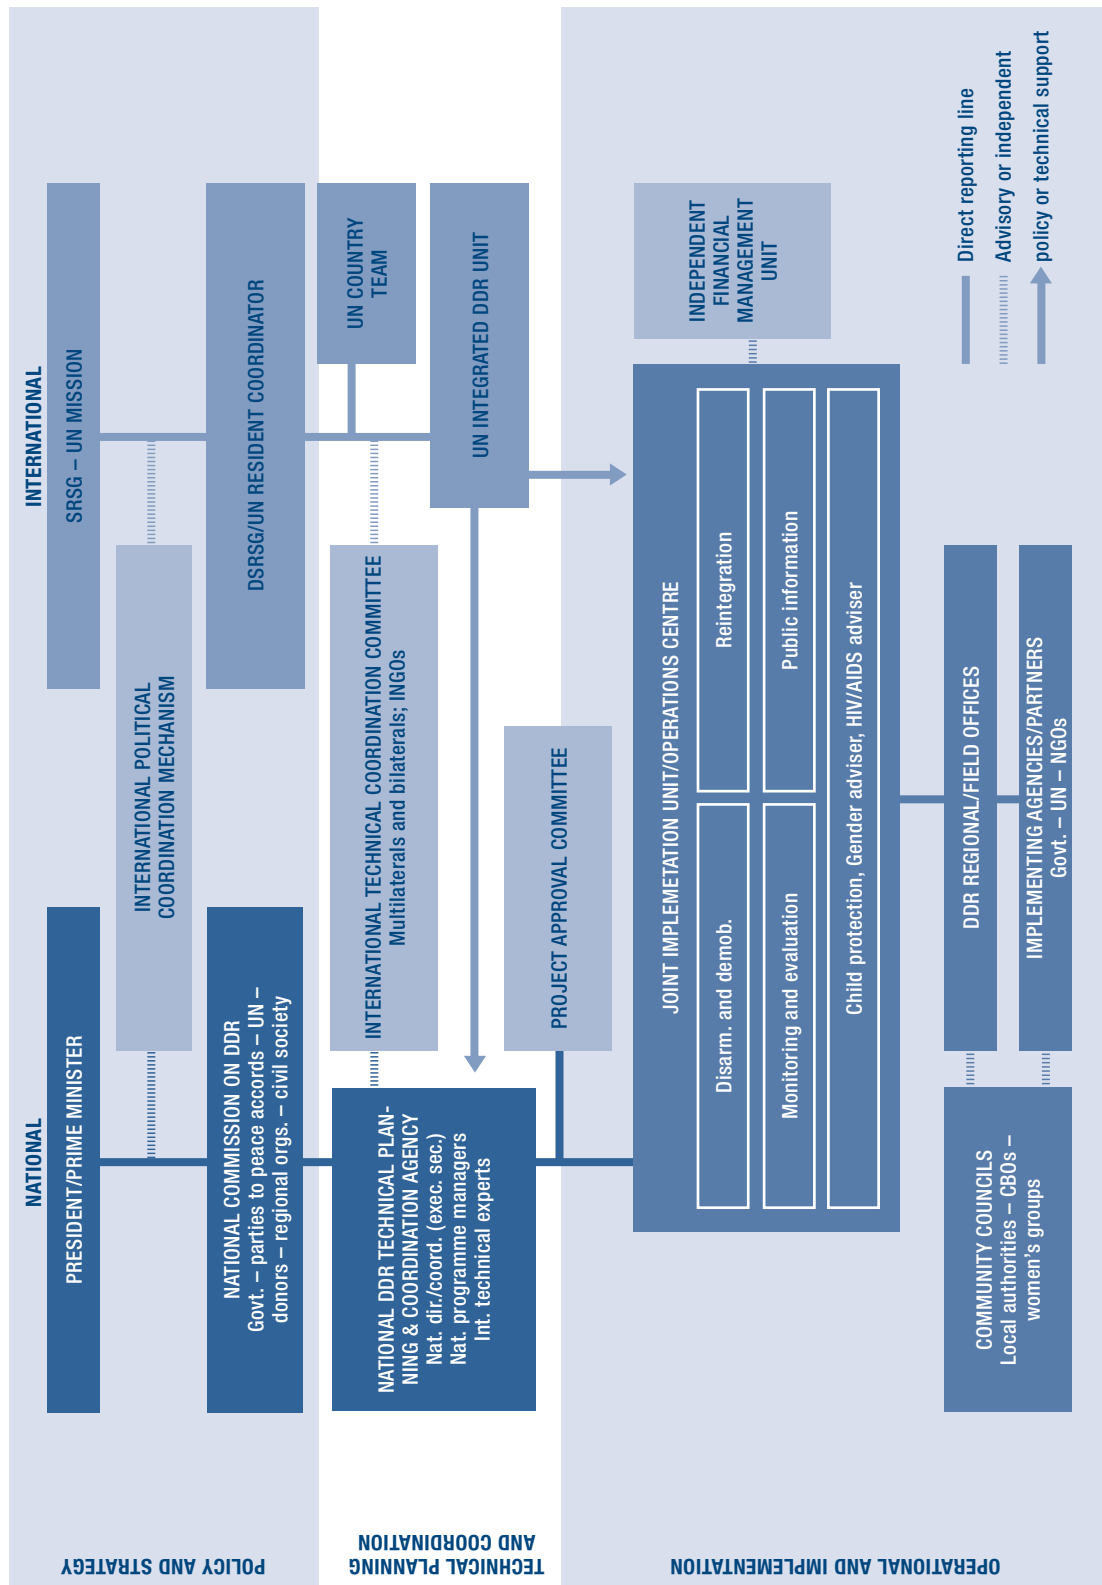 NATIONAL
INTERNATIONAL
POLICY AND STRATEGY
PRESIDENT/PRIME MINISTER
SRSG – UN MISSION
INTERNATIONAL POLITICAL
COORDINATION MECHANISM
NATIONAL COMMISSION ON DDR
Govt. – parties to peace accords – UN –
donors – regional orgs. – civil society
DSRSG/UN RESIDENT COORDINATOR
TECHNICAL PLANNING
AND COORDINATION
UN COUNTRY
TEAM
NATIONAL DDR TECHNICAL PLAN-
NING & COORDINATION AGENCY
Nat. dir./coord. (exec. sec.)
Nat. programme managers
Int. technical experts
INTERNATIONAL TECHNICAL COORDINATION COMMITTEE
Multilaterals and bilaterals; INGOs
UN INTEGRATED DDR UNIT
PROJECT APPROVAL COMMITTEE
OPERATIONAL AND IMPLEMENTATION
JOINT IMPLEMETATION UNIT/OPERATIONS CENTRE
Disarm. and demob.
Reintegration
Monitoring and evaluation
Public information
Child protection, Gender adviser, HIV/AIDS adviser
INDEPENDENT
FINANCIAL
MANAGEMENT
UNIT
COMMUNITY COUNCILS
Local authorities – CBOs –
women's groups
DDR REGIONAL/FIELD OFFICES
IMPLEMENTING AGENCIES/PARTNERS
Govt. – UN – NGOs
Direct reporting line
Advisory or independent
policy or technical support